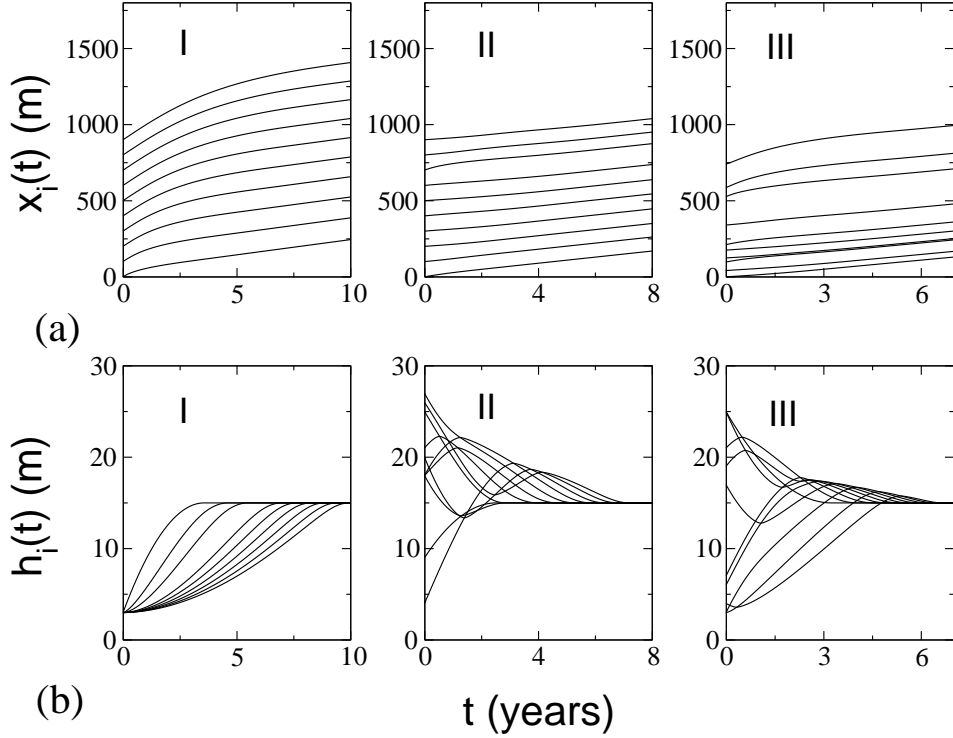 I II III
1500 1500 1500
1000 1000 1000
500 500 500
0 0 0
0 5 10 0 4 8 0 3 6
x_i(t) (m)
(a)
30 30 30
I II III
20 20 20
10 10 10
0 0 0
0 5 10 0 2 4 6 8 0 3 6
h_i(t) (m)
(b)
t (years)